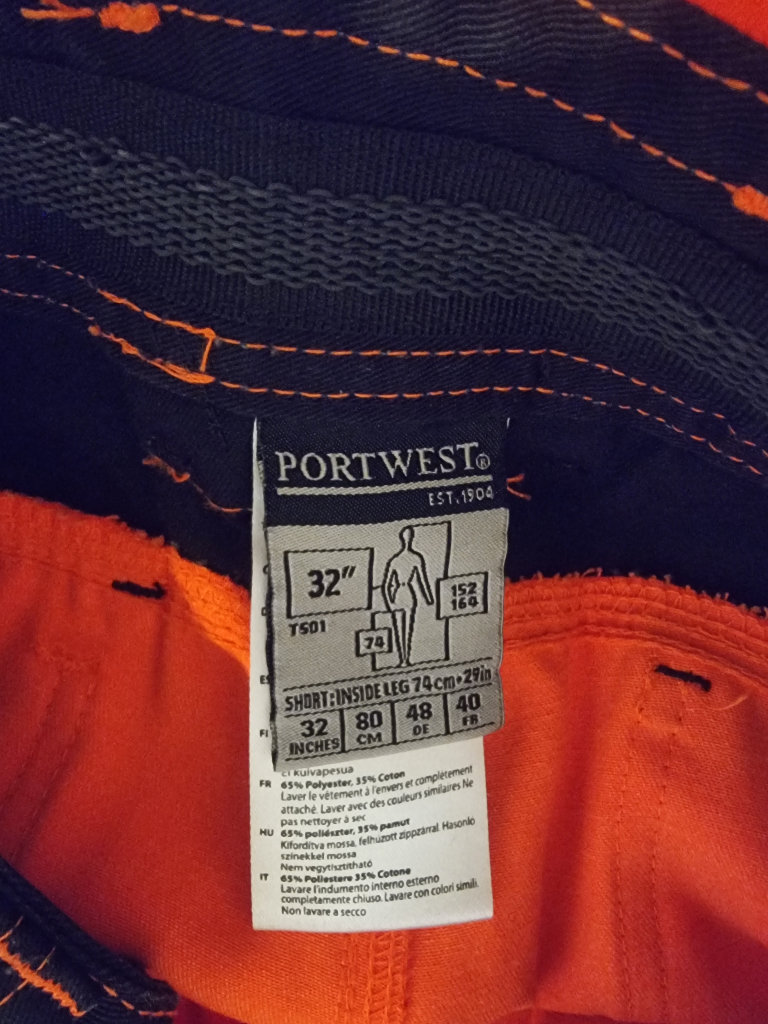 PORTWEST®
EST.1904
32"
152
164
TS01
74
SHORT:INSIDE LEG 74cm•29in
32 80 48 40
INCHES CM DE FR
ES
FI
ei kuivapesua
FR 65% Polyester, 35% Coton
Laver le vêtement à l'envers et complètement
attaché. Laver avec des couleurs similaires Ne
pas nettoyer à sec
HU 65% poliészter, 35% pamut
Kifordítva mossa, felhúzott zippzárral. Hasonló
színekkel mossa
Nem vegytisztítható
IT 65% Poliestere 35% Cotone
Lavare l'indumento interno esterno
completamente chiuso. Lavare con colori simili.
Non lavare a secco